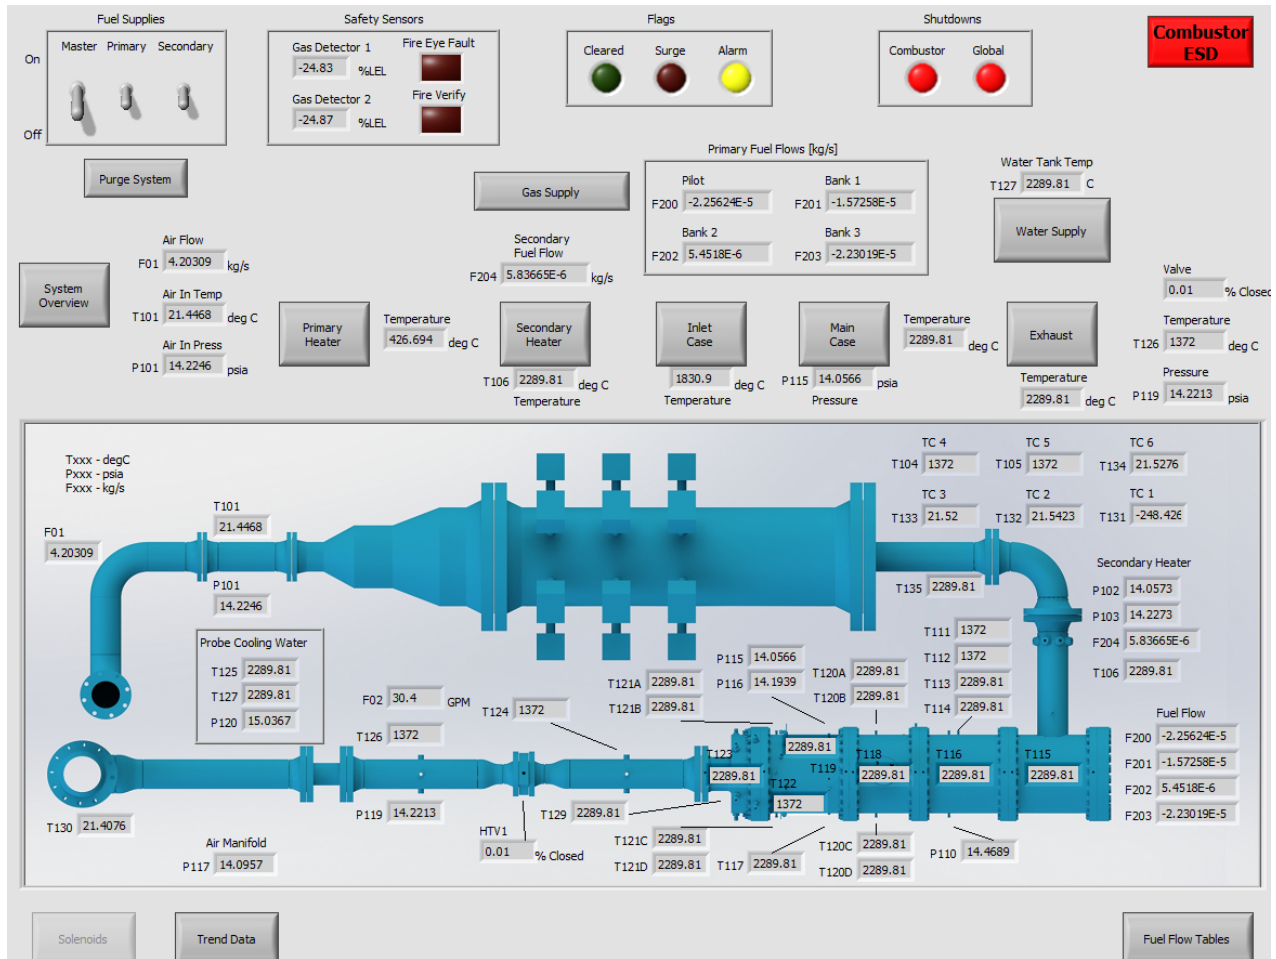 Fuel Supplies
Safety Sensors
Flags
Shutdowns
Combustor
ESD
On
Off
Master Primary Secondary
Gas Detector 1
-24.83 %LEL
Fire Eye Fault
Gas Detector 2
-24.87 %LEL
Fire Verify
Cleared Surge Alarm
Combustor Global
Purge System
Gas Supply
Primary Fuel Flows [kg/s]
Pilot
F200 -2.25624E-5
Bank 1
F201 -1.57258E-5
Bank 2
F202 5.4518E-6
Bank 3
F203 -2.23019E-5
Water Tank Temp
T127 2289.81 C
Water Supply
System
Overview
Air Flow
F01 4.20309 kg/s
Air In Temp
T101 21.4468 deg C
Air In Press
P101 14.2246 psia
Secondary
Fuel Flow
F204 5.83665E-6 kg/s
Primary
Heater
Temperature
426.694 deg C
Secondary
Heater
T106 2289.81 deg C
Temperature
Inlet
Case
1830.9 deg C
Temperature
Main
Case
P115 14.0566 psia
Pressure
Temperature
2289.81 deg C
Exhaust
Temperature
2289.81 deg C
Valve
0.01 % Closed
Temperature
T126 1372 deg C
Pressure
P119 14.2213 psia
Txxx - degC
Pxxx - psia
Fxxx - kg/s
F01
4.20309
T101
21.4468
P101
14.2246
TC 4
T104 1372
TC 5
T105 1372
TC 6
T134 21.5276
TC 3
T133 21.52
TC 2
T132 21.5423
TC 1
T131 -248.426
T135 2289.81
Secondary Heater
P102 14.0573
P103 14.2273
F204 5.83665E-6
T106 2289.81
Probe Cooling Water
T125 2289.81
T127 2289.81
P120 15.0367
F02 30.4 GPM
T126 1372
T124 1372
T121A 2289.81
T121B 2289.81
P115 14.0566
P116 14.1939
T120A 2289.81
T120B 2289.81
T111 1372
T112 1372
T113 2289.81
T114 2289.81
Fuel Flow
F200 -2.25624E-5
F201 -1.57258E-5
F202 5.4518E-6
F203 -2.23019E-5
T123
2289.81
2289.81
T119
T122
1372
T118
2289.81
T116
2289.81
T115
2289.81
T130 21.4076
P119 14.2213
T129 2289.81
HTV1
0.01 % Closed
Air Manifold
P117 14.0957
T121C 2289.81
T121D 2289.81
T117 2289.81
T120C 2289.81
T120D 2289.81
P110 14.4689
Solenoids
Trend Data
Fuel Flow Tables